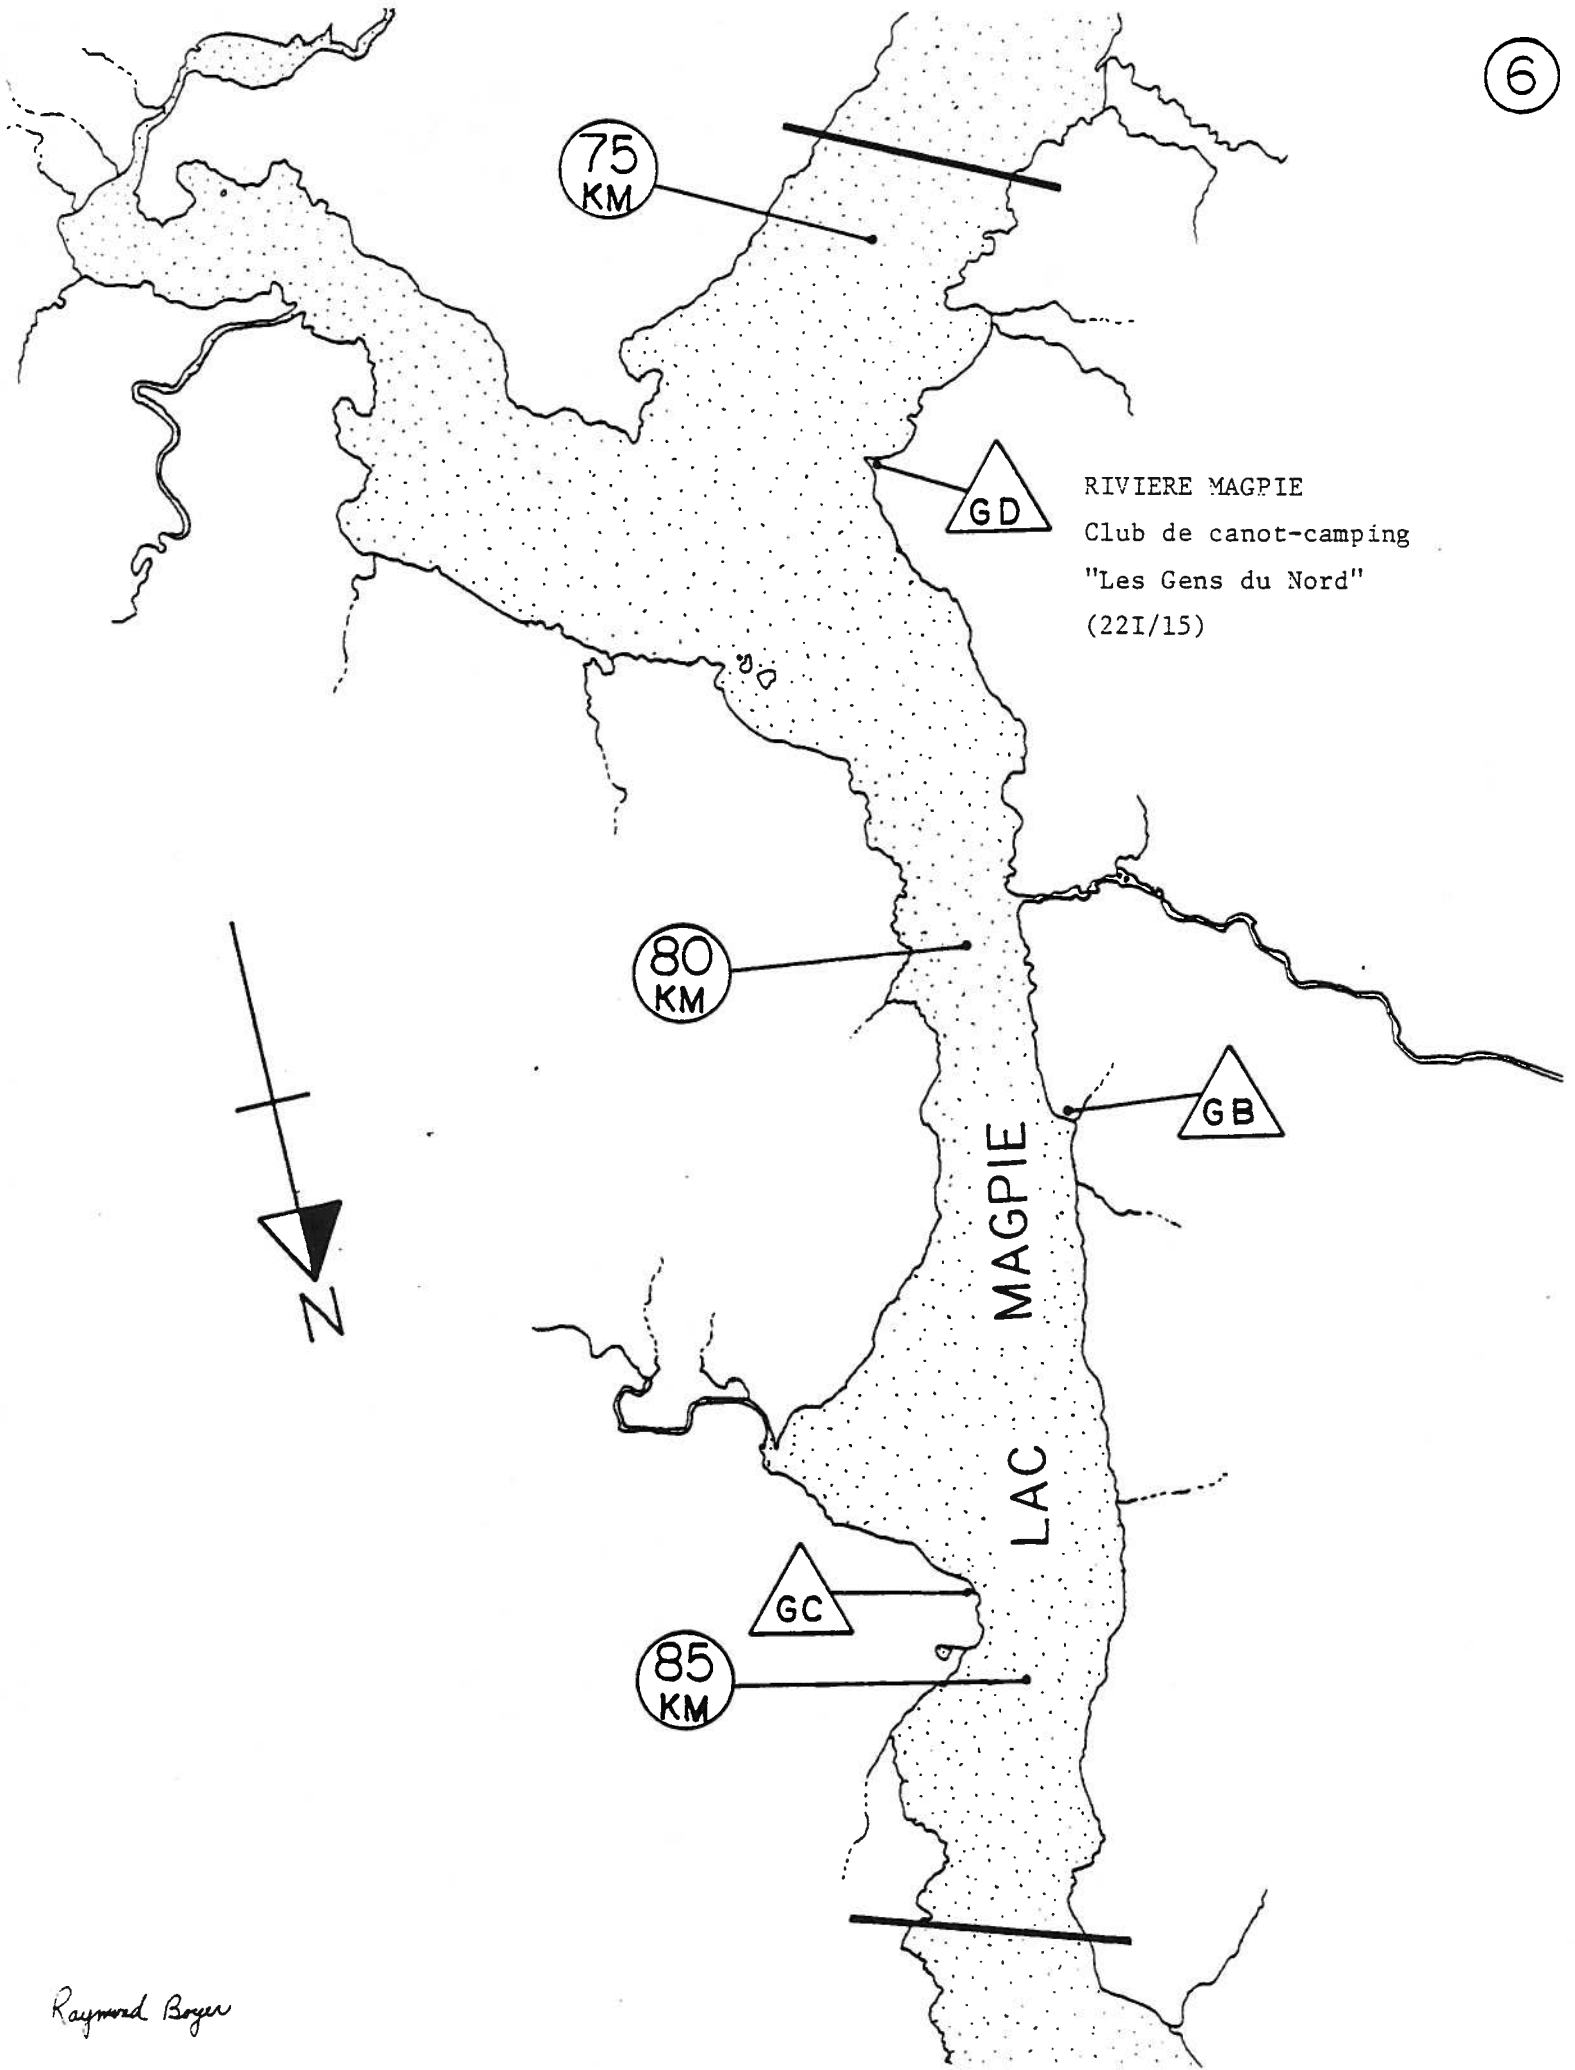 6
75
KM
GD
RIVIERE MAGPIE
Club de canot-camping
"Les Gens du Nord"
(22I/15)
80
KM
GB
N
LAC MAGPIE
GC
85
KM
Raymond Boyer